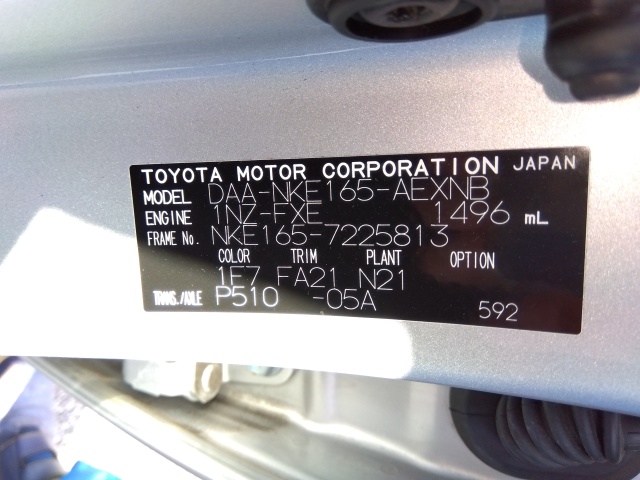 TOYOTA MOTOR CORPORATION JAPAN
MODEL DAA-NKE165-AEXNB
ENGINE 1NZ-FXE 1496 mL
FRAME No. NKE165-7225813
COLOR TRIM PLANT OPTION
1F7 FA21 N21
TRANS./AXLE P510 -05A 592